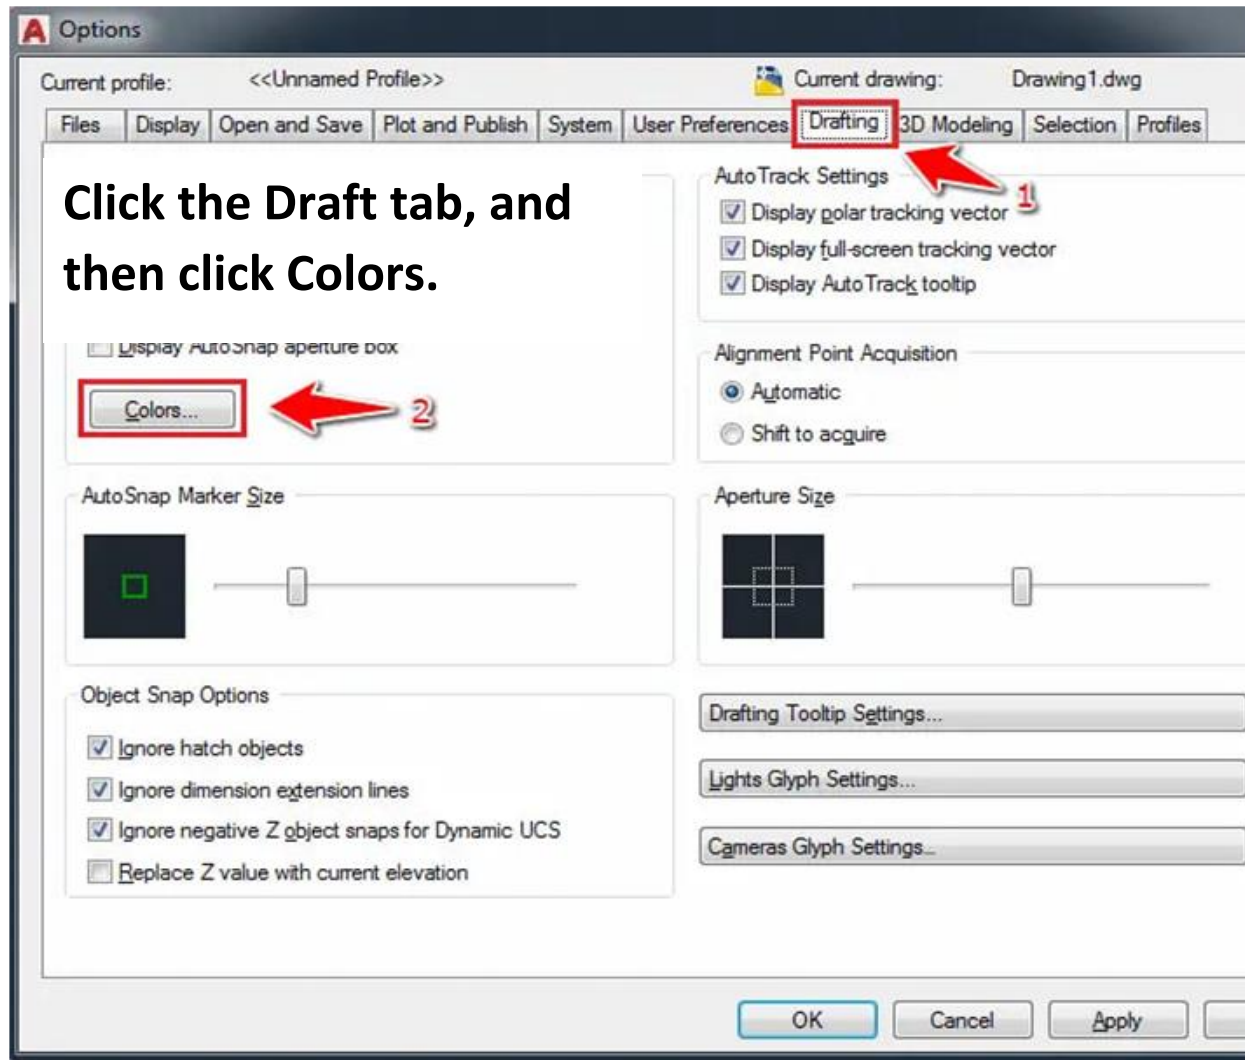 Options
Current profile: <<Unnamed Profile>> Current drawing: Drawing1.dwg
Files Display Open and Save Plot and Publish System User Preferences Drafting 3D Modeling Selection Profiles
Click the Draft tab, and
then click Colors.
Display AutoSnap aperture box
Colors...
2
AutoTrack Settings
1
Display polar tracking vector
Display full-screen tracking vector
Display AutoTrack tooltip
Alignment Point Acquisition
Automatic
Shift to acquire
AutoSnap Marker Size
Aperture Size
Object Snap Options
Ignore hatch objects
Ignore dimension extension lines
Ignore negative Z object snaps for Dynamic UCS
Replace Z value with current elevation
Drafting Tooltip Settings...
Lights Glyph Settings...
Cameras Glyph Settings...
OK Cancel Apply